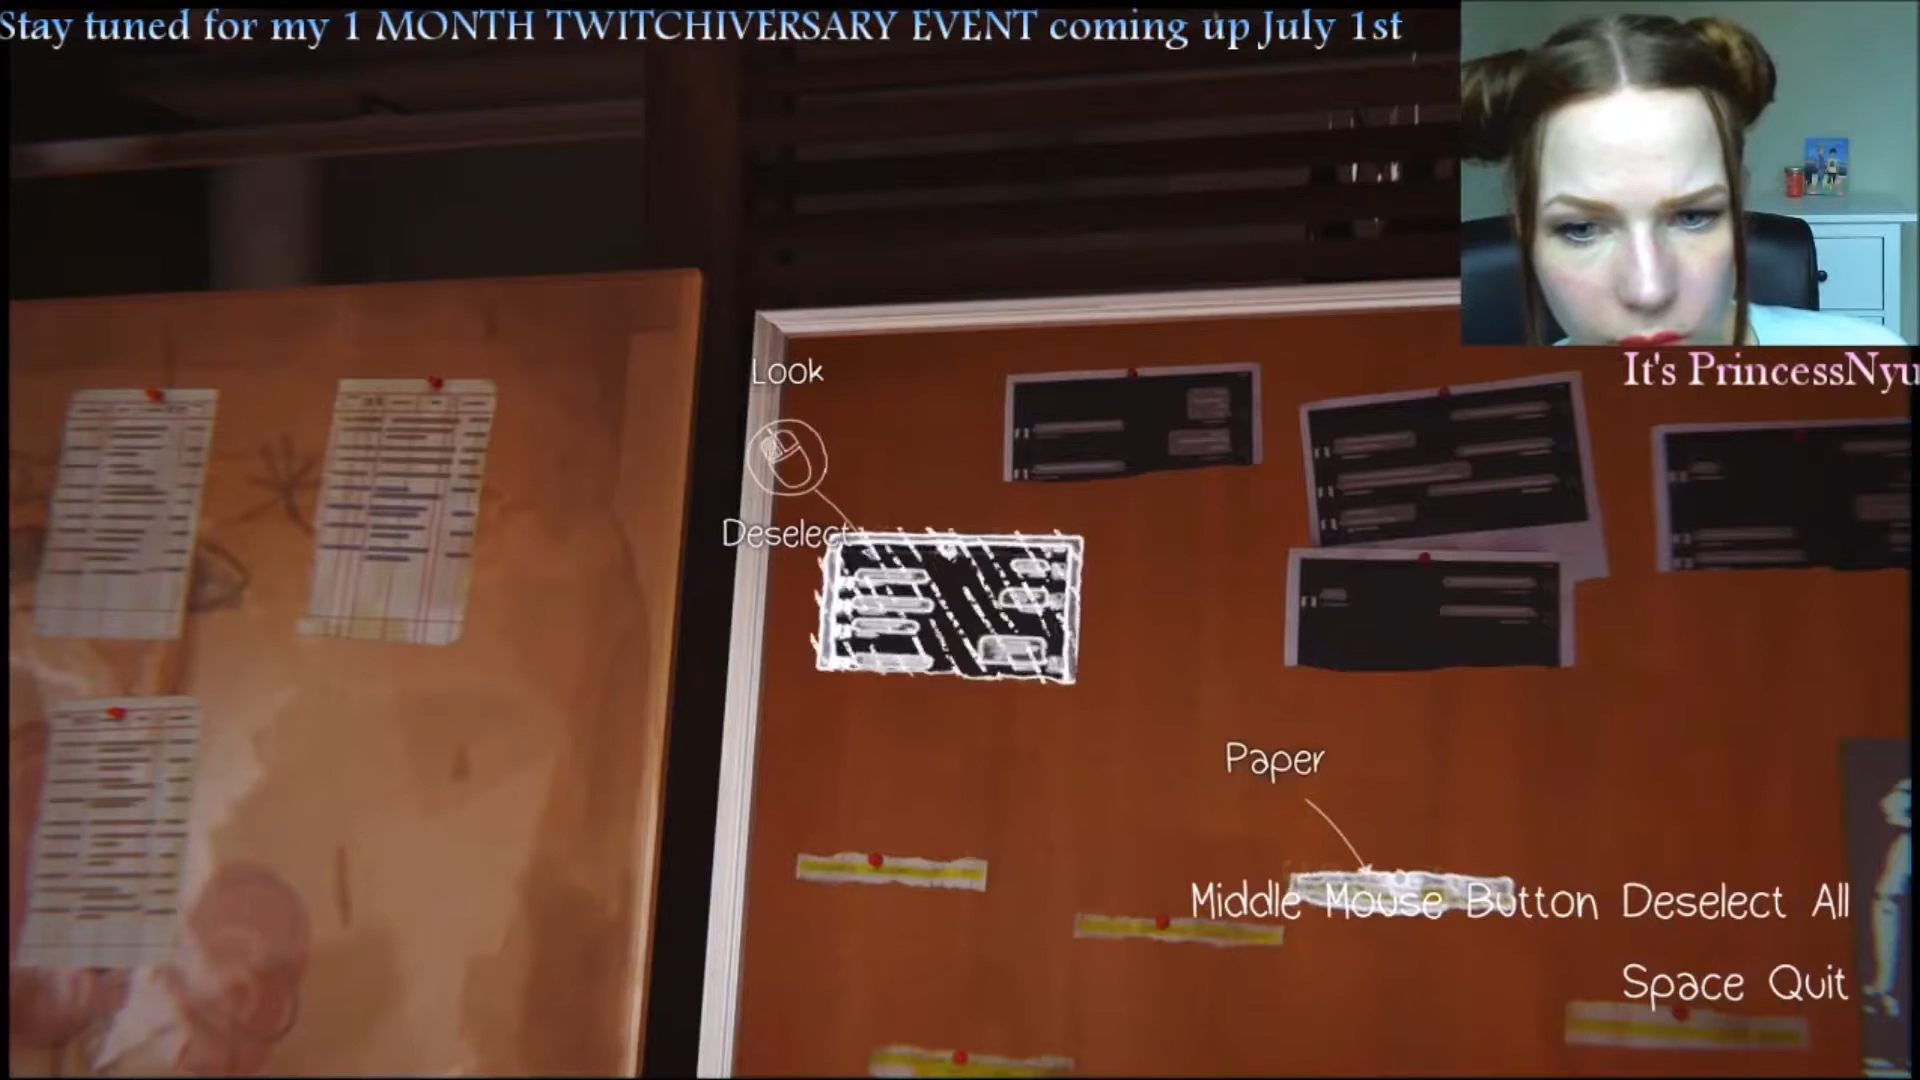 Stay tuned for my 1 MONTH TWITCHIVERSARY EVENT coming up July 1st
It's PrincessNyu
Look
Deselect
Paper
Middle Mouse Button Deselect All
Space Quit